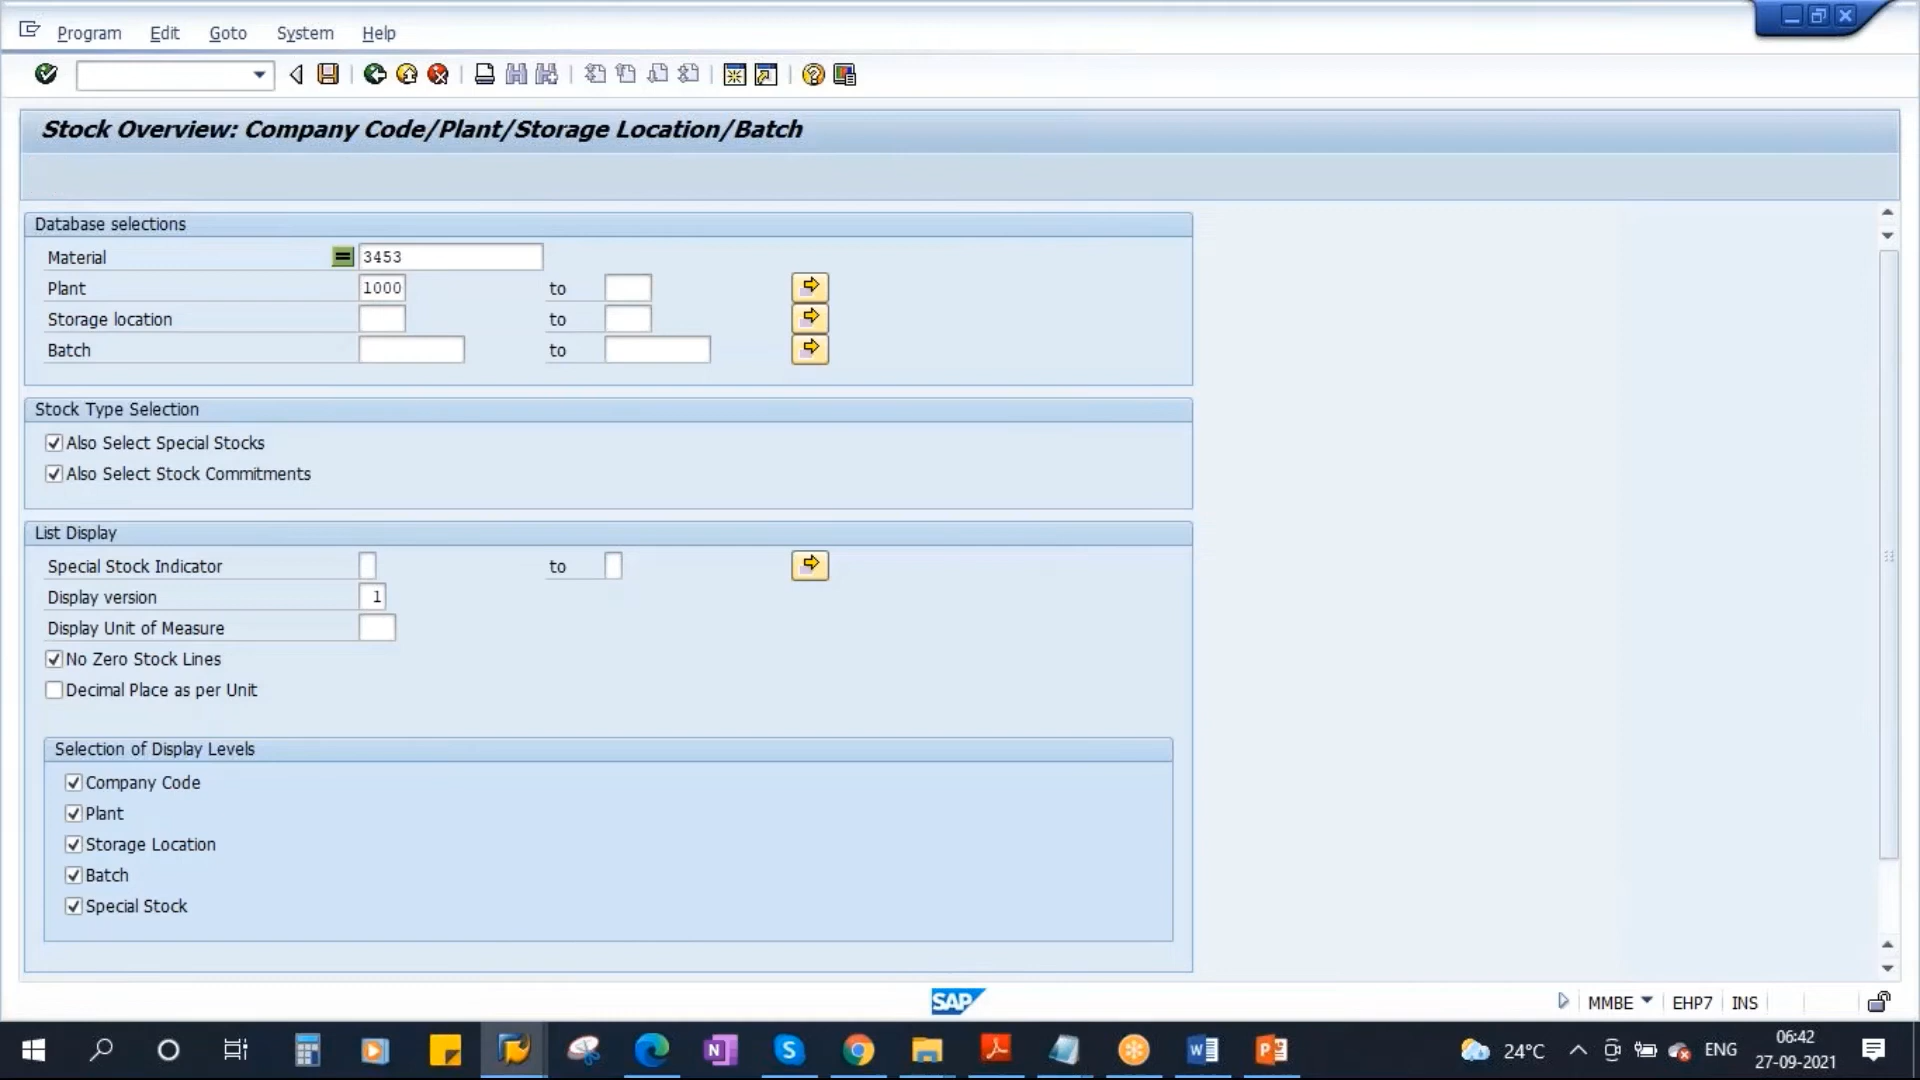 Program Edit Goto System Help
Stock Overview: Company Code/Plant/Storage Location/Batch
Database selections
Material 3453
Plant 1000 to
Storage location to
Batch to
Stock Type Selection
Also Select Special Stocks
Also Select Stock Commitments
List Display
Special Stock Indicator to
Display version 1
Display Unit of Measure
No Zero Stock Lines
Decimal Place as per Unit
Selection of Display Levels
Company Code
Plant
Storage Location
Batch
Special Stock
SAP MMBE EHP7 INS
24°C ENG 06:42
27-09-2021